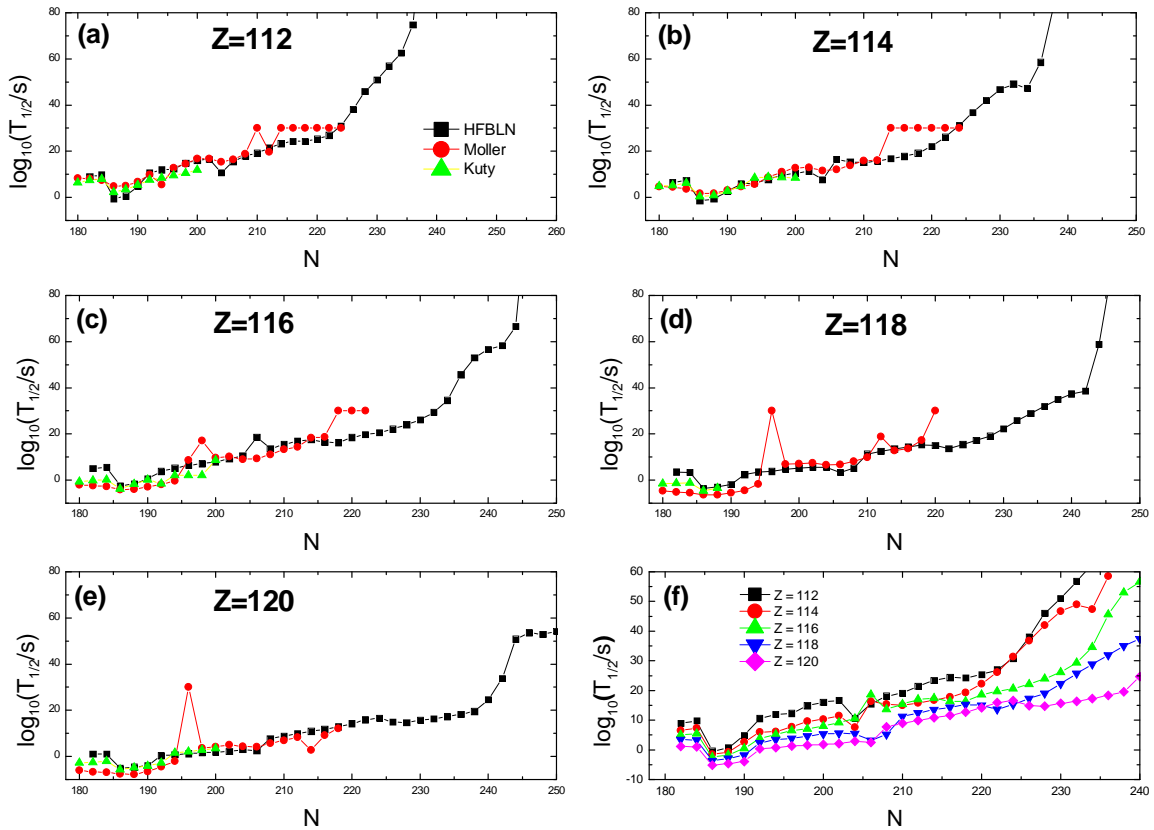 (a)
Z=112
log10(T1/2/s)
80
60
40
20
0
180 190 200 210 220 230 240 250 260
N
HFBLN
Moller
Kuty
(b)
Z=114
log10(T1/2/s)
80
60
40
20
0
180 190 200 210 220 230 240 250
N
(c)
Z=116
log10(T1/2/s)
80
60
40
20
0
180 190 200 210 220 230 240 250
N
(d)
Z=118
log10(T1/2/s)
80
60
40
20
0
180 190 200 210 220 230 240 250
N
(e)
Z=120
log10(T1/2/s)
80
60
40
20
0
180 190 200 210 220 230 240 250
N
(f)
Z = 112
Z = 114
Z = 116
Z = 118
Z = 120
log10(T1/2/s)
60
50
40
30
20
10
0
-10
180 190 200 210 220 230 240
N